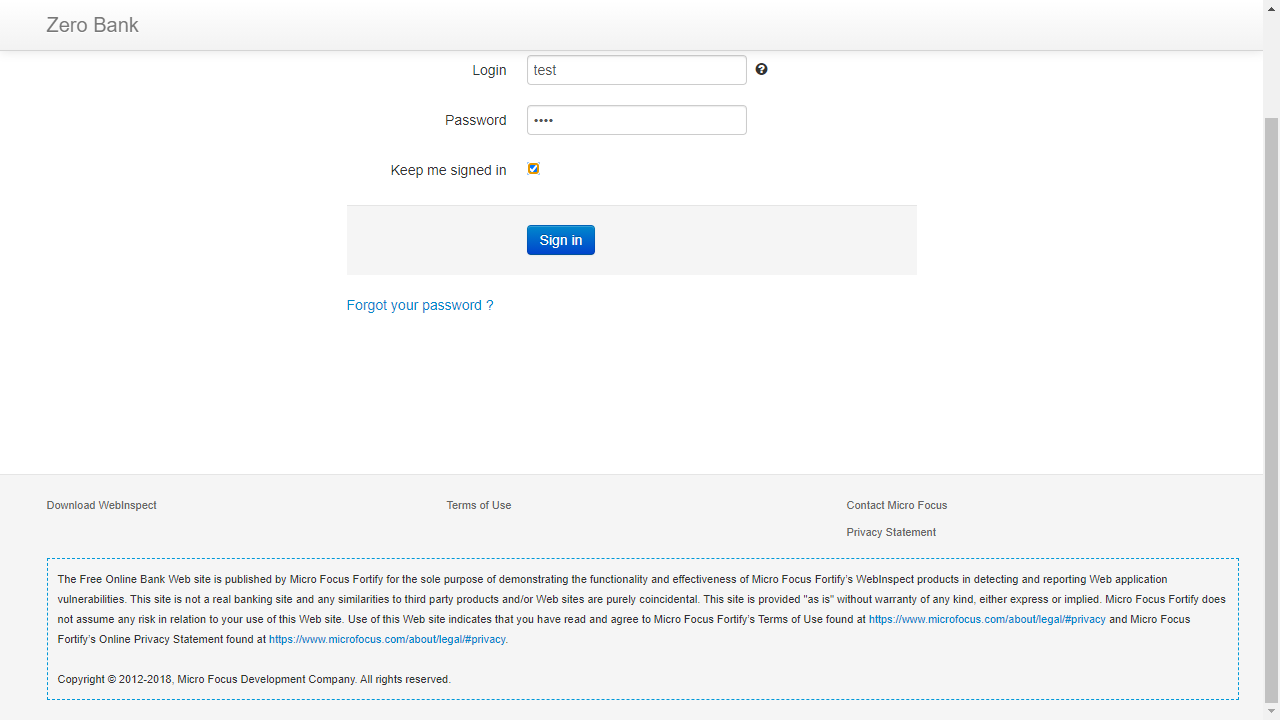 Zero Bank
Login test
Password ••••
Keep me signed in
Sign in
Forgot your password ?
Download WebInspect
Terms of Use
Contact Micro Focus
Privacy Statement
The Free Online Bank Web site is published by Micro Focus Fortify for the sole purpose of demonstrating the functionality and effectiveness of Micro Focus Fortify's WebInspect products in detecting and reporting Web application
vulnerabilities. This site is not a real banking site and any similarities to third party products and/or Web sites are purely coincidental. This site is provided "as is" without warranty of any kind, either express or implied. Micro Focus Fortify does
not assume any risk in relation to your use of this Web site. Use of this Web site indicates that you have read and agree to Micro Focus Fortify's Terms of Use found at https://www.microfocus.com/about/legal/#privacy and Micro Focus
Fortify's Online Privacy Statement found at https://www.microfocus.com/about/legal/#privacy.
Copyright © 2012-2018, Micro Focus Development Company. All rights reserved.